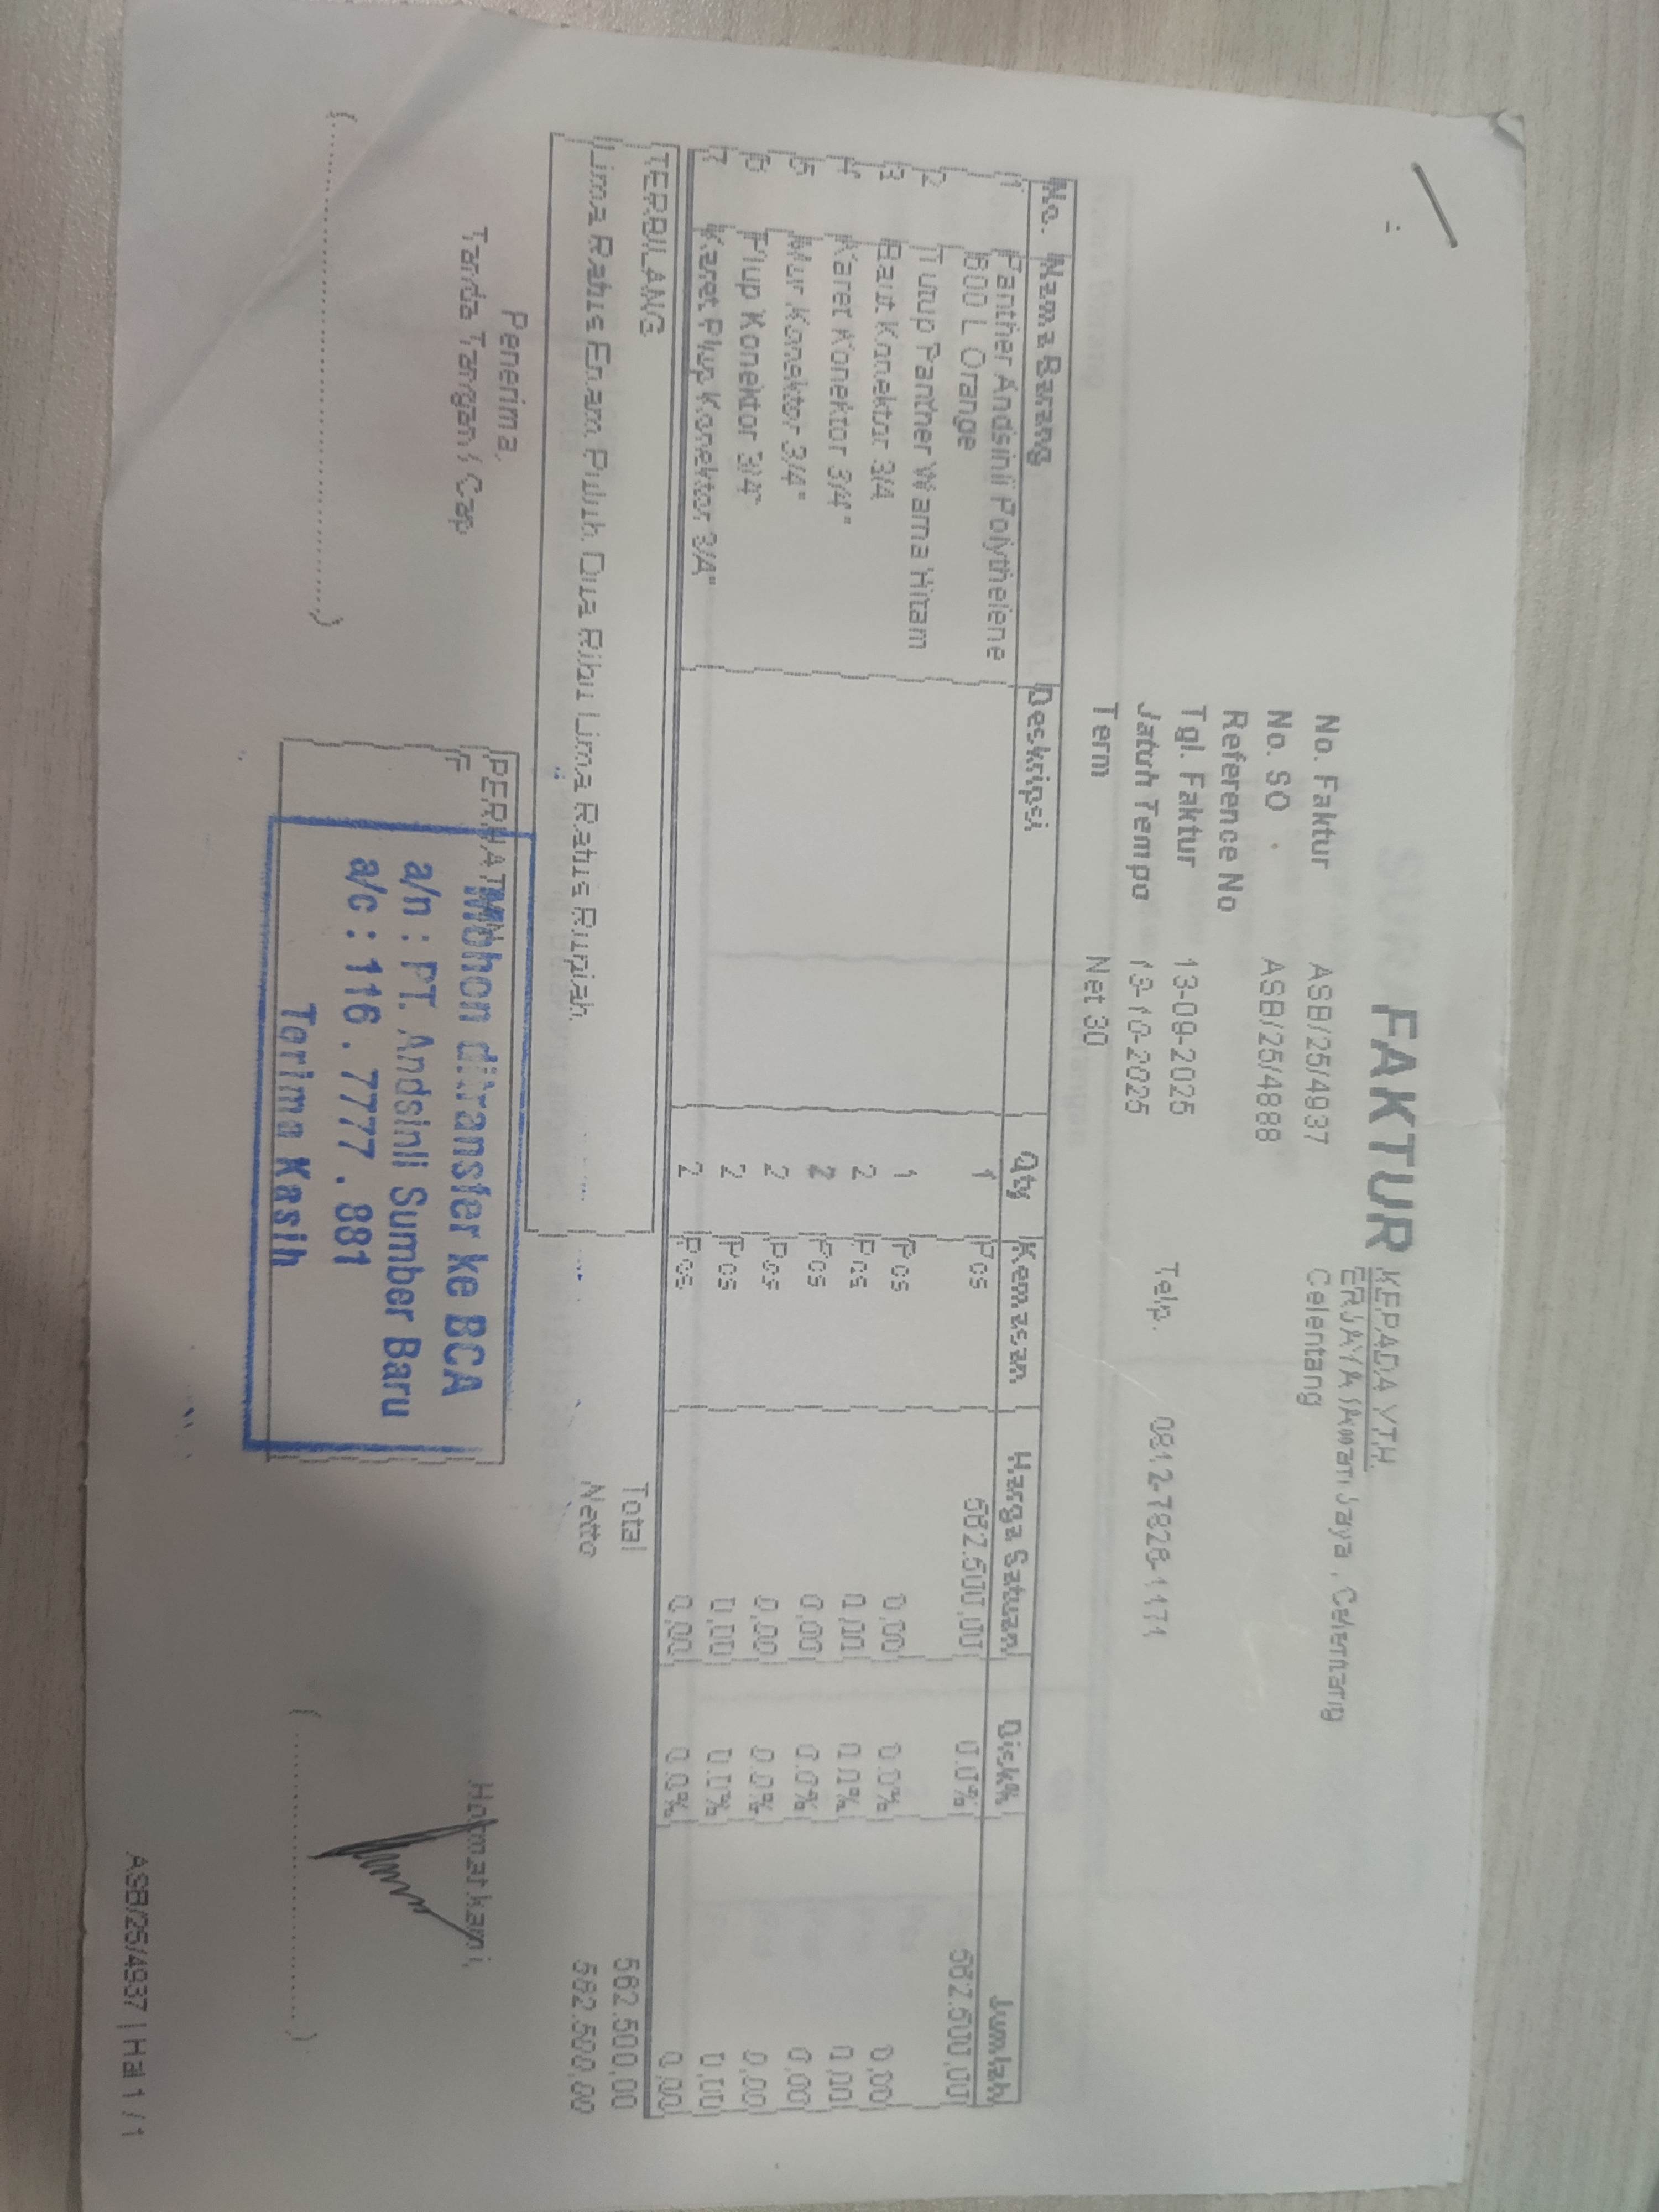 FAKTUR
No. Faktur ASB/25/4937
No. SO ASB/25/4888
Reference No
Tgl. Faktur 13-09-2025
Jatuh Tempo 13-10-2025
Term Net 30
KEPADA YTH.
ERJAYA (Awan Jaya , Celentang
Celentang
Telp. 0812-7828-1171
No. Nama Barang Deskripsi Qty Kemasan Harga Satuan Disk% Jumlah
1 Panther Andsinli Polythelene 1 Pcs 562.500,00 0.0% 562.500,00
600 L Orange
2 Tutup Panther Warna Hitam 1 Pcs 0,00 0.0% 0,00
3 Baut Konektor 3/4 2 Pcs 0,00 0.0% 0,00
4 Karet Konektor 3/4" 2 Pcs 0,00 0.0% 0,00
5 Mur Konektor 3/4" 2 Pcs 0,00 0.0% 0,00
6 Plup Konektor 3/4" 2 Pcs 0,00 0.0% 0,00
7 Karet Plup Konektor 3/4" 2 Pcs 0,00 0.0% 0,00
TERBILANG
Lima Ratus Enam Puluh Dua Ribu Lima Ratus Rupiah.
Total 562.500,00
Netto 562.500,00
Penerima,
Tanda Tangan / Cap
(....................)
Mohon ditransfer ke BCA
a/n : PT. Andsinli Sumber Baru
a/c : 116 . 7777 . 881
Terima Kasih
Hormat kami,
(....................)
ASB/25/4937 | Hal 1 / 1